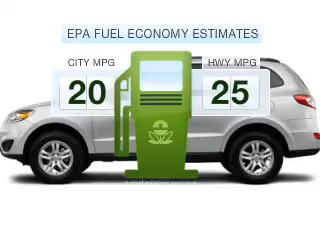 EPA FUEL ECONOMY ESTIMATES
CITY MPG
HWY MPG
20
25